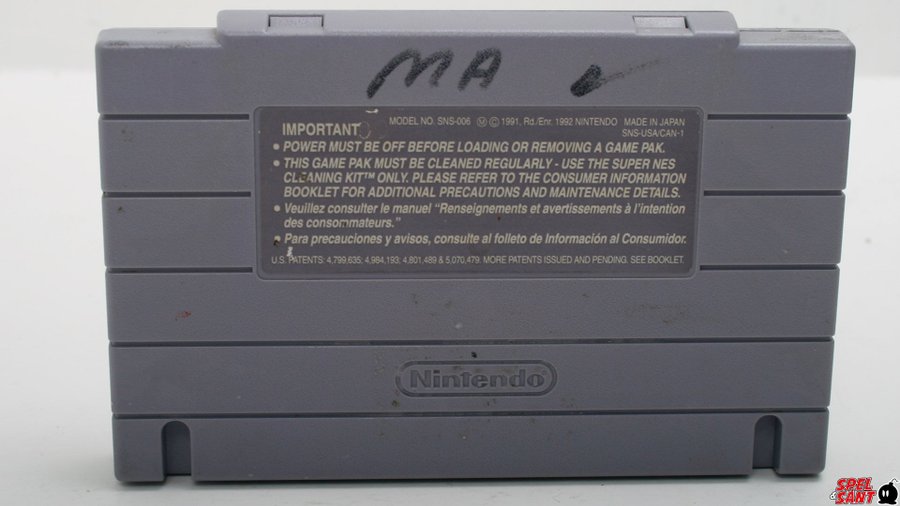 MA
MODEL NO. SNS-006 Ⓜ © 1991, Rd./Enr. 1992 NINTENDO MADE IN JAPAN
SNS-USA/CAN-1
IMPORTANT
• POWER MUST BE OFF BEFORE LOADING OR REMOVING A GAME PAK.
• THIS GAME PAK MUST BE CLEANED REGULARLY - USE THE SUPER NES
CLEANING KIT™ ONLY. PLEASE REFER TO THE CONSUMER INFORMATION
BOOKLET FOR ADDITIONAL PRECAUTIONS AND MAINTENANCE DETAILS.
• Veuillez consulter le manuel “Renseignements et avertissements à l'intention
des consommateurs.”
• Para precauciones y avisos, consulte al folleto de Información al Consumidor.
U.S. PATENTS: 4,799,635; 4,984,193; 4,801,489 & 5,070,479. MORE PATENTS ISSUED AND PENDING. SEE BOOKLET.
Nintendo
SPEL
SANT